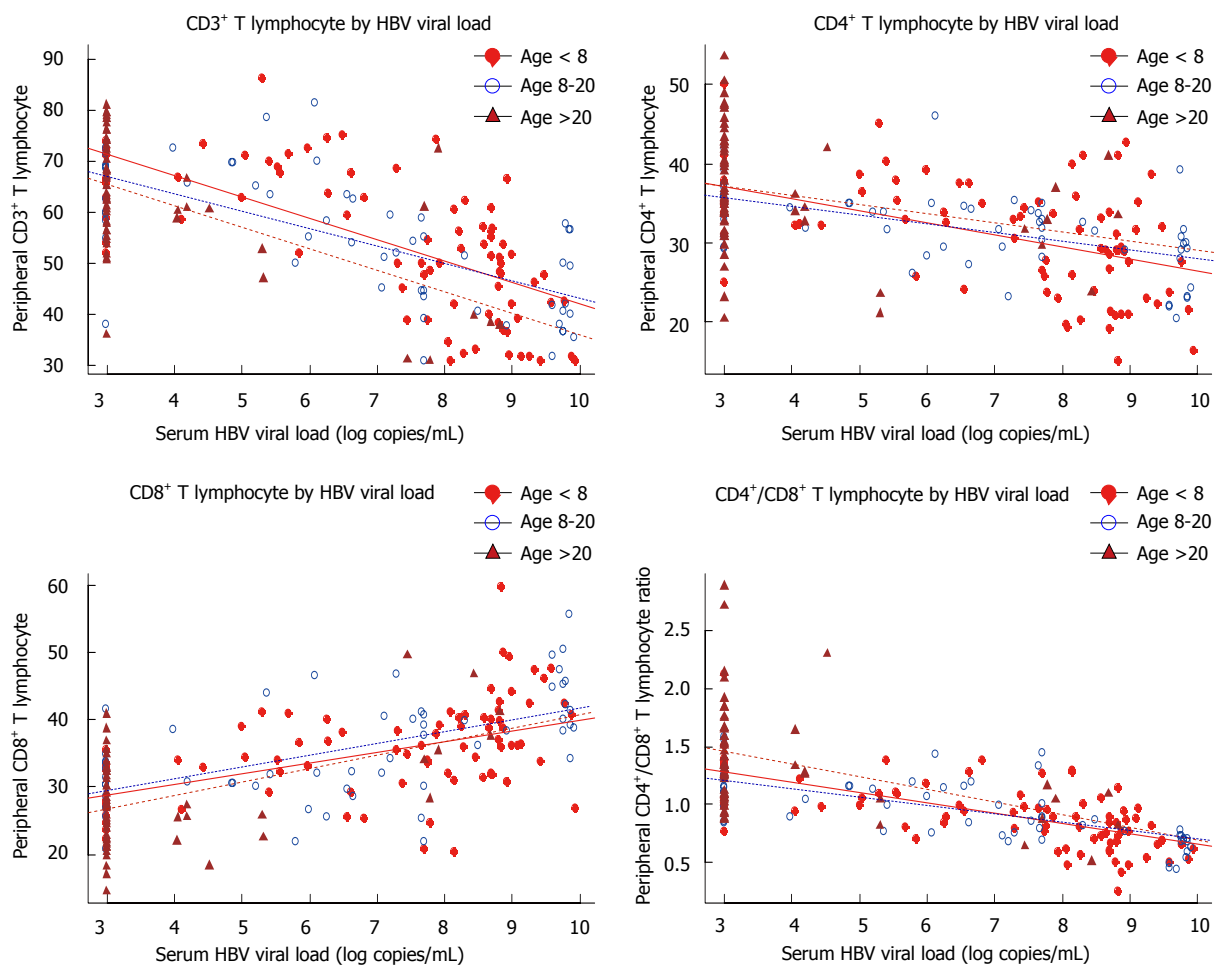 CD3⁺ T lymphocyte by HBV viral load
Age < 8
Age 8-20
Age >20
Peripheral CD3⁺ T lymphocyte
90
80
70
60
50
40
30
3 4 5 6 7 8 9 10
Serum HBV viral load (log copies/mL)
CD4⁺ T lymphocyte by HBV viral load
Age < 8
Age 8-20
Age >20
Peripheral CD4⁺ T lymphocyte
50
40
30
20
3 4 5 6 7 8 9 10
Serum HBV viral load (log copies/mL)
CD8⁺ T lymphocyte by HBV viral load
Age < 8
Age 8-20
Age >20
Peripheral CD8⁺ T lymphocyte
60
50
40
30
20
3 4 5 6 7 8 9 10
Serum HBV viral load (log copies/mL)
CD4⁺/CD8⁺ T lymphocyte by HBV viral load
Age < 8
Age 8-20
Age >20
Peripheral CD4⁺/CD8⁺ T lymphocyte ratio
2.5
2.0
1.5
1.0
0.5
3 4 5 6 7 8 9 10
Serum HBV viral load (log copies/mL)